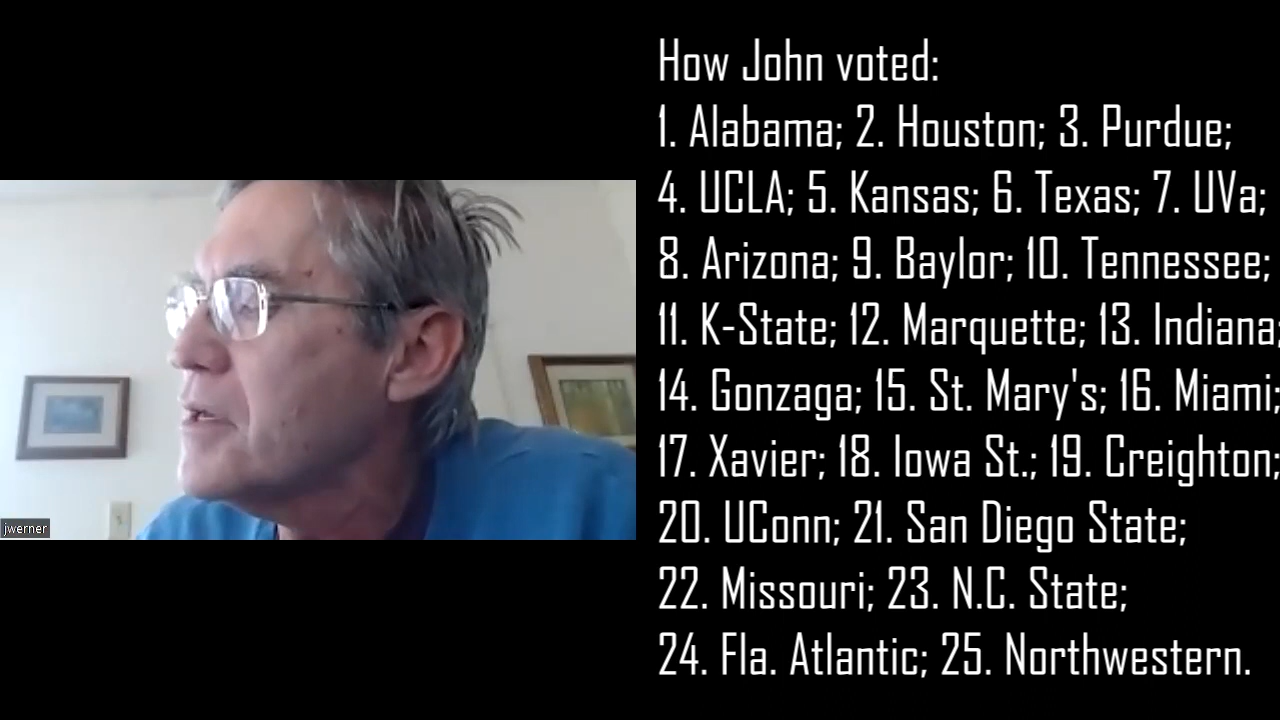 How John voted:
1. Alabama; 2. Houston; 3. Purdue;
4. UCLA; 5. Kansas; 6. Texas; 7. UVa;
8. Arizona; 9. Baylor; 10. Tennessee;
11. K-State; 12. Marquette; 13. Indiana;
14. Gonzaga; 15. St. Mary's; 16. Miami;
17. Xavier; 18. Iowa St.; 19. Creighton;
20. UConn; 21. San Diego State;
22. Missouri; 23. N.C. State;
24. Fla. Atlantic; 25. Northwestern.
jwerner